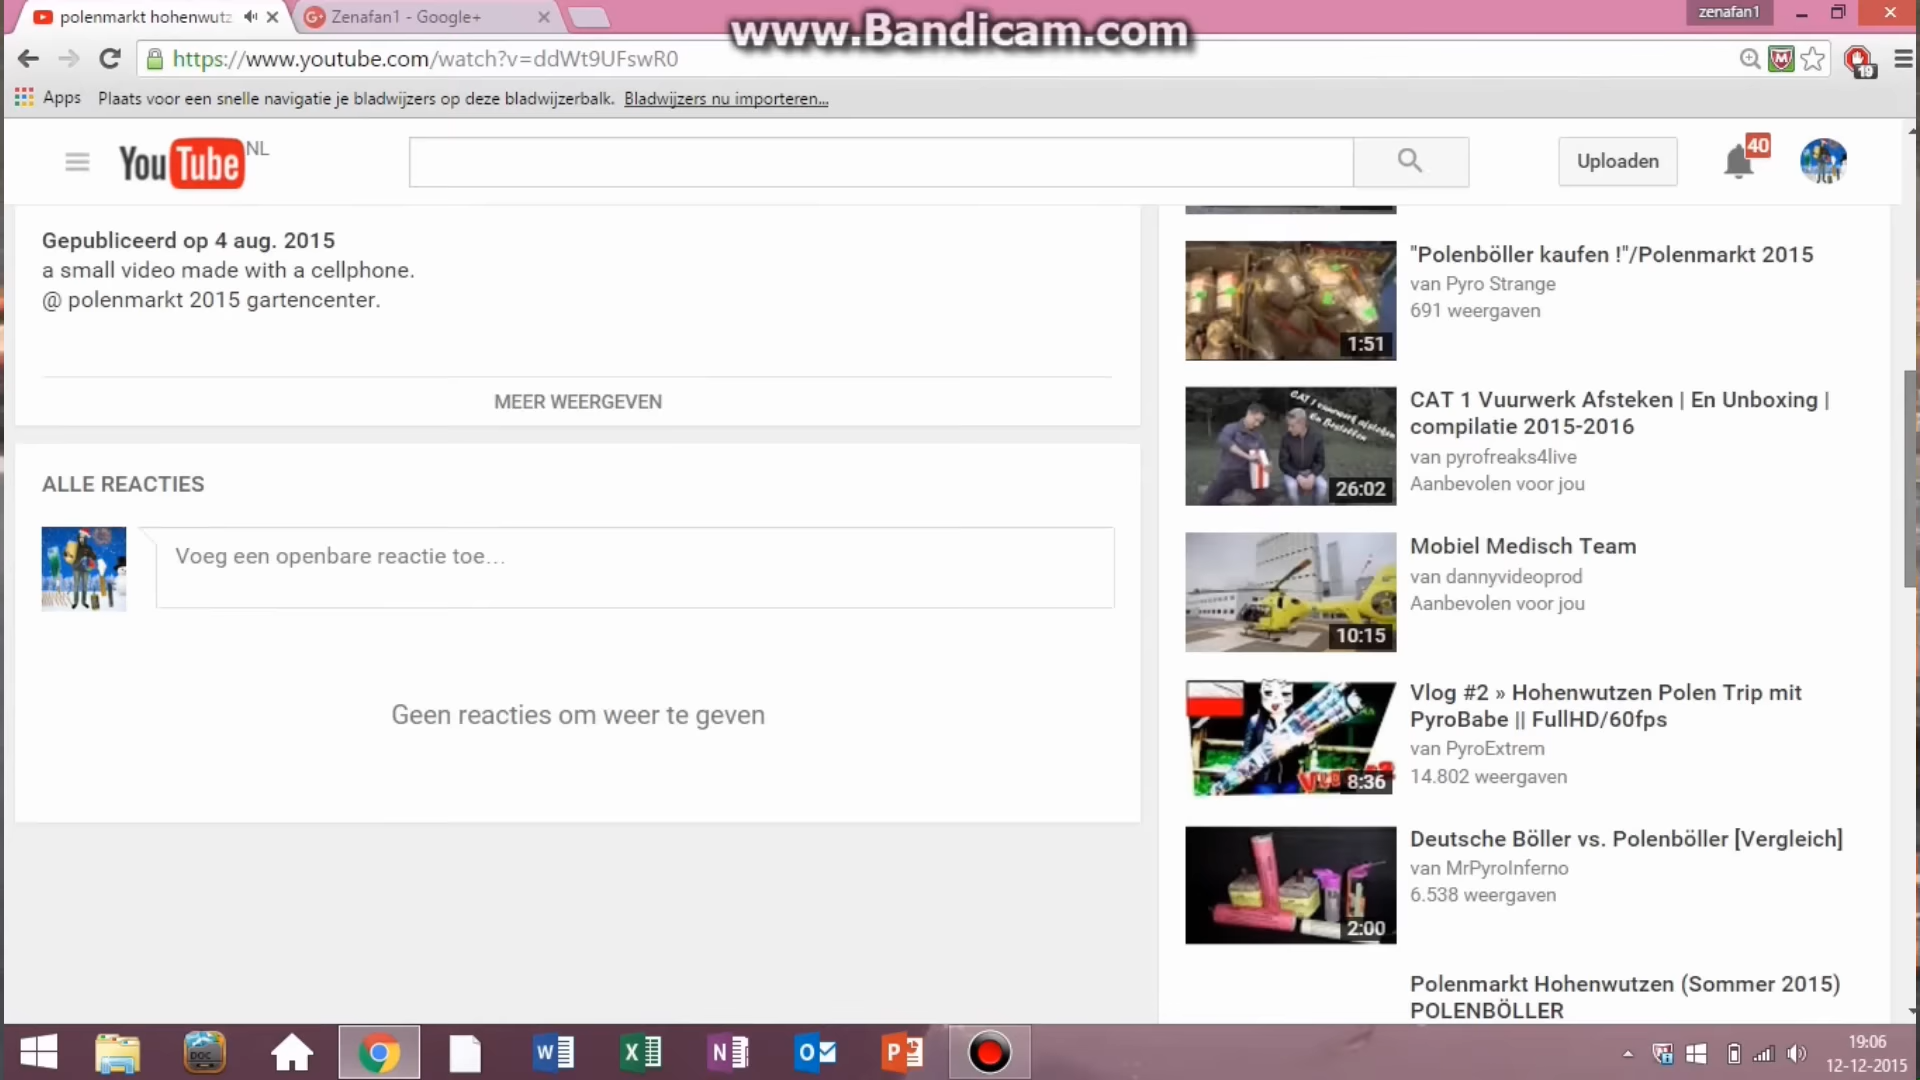 polenmarkt hohenwutz
Zenafan1 - Google+
www.Bandicam.com
zenafan1
https://www.youtube.com/watch?v=ddWt9UFswR0
19
Apps
Plaats voor een snelle navigatie je bladwijzers op deze bladwijzerbalk. Bladwijzers nu importeren...
YouTube NL
Uploaden
40
Gepubliceerd op 4 aug. 2015
a small video made with a cellphone.
@ polenmarkt 2015 gartencenter.
MEER WEERGEVEN
ALLE REACTIES
Voeg een openbare reactie toe...
Geen reacties om weer te geven
"Polenböller kaufen !"/Polenmarkt 2015
van Pyro Strange
691 weergaven
1:51
CAT 1 Vuurwerk Afsteken | En Unboxing |
compilatie 2015-2016
van pyrofreaks4live
Aanbevolen voor jou
CAT 1 vuurwerk afsteken
26:02
Mobiel Medisch Team
van dannyvideoprod
Aanbevolen voor jou
10:15
Vlog #2 » Hohenwutzen Polen Trip mit
PyroBabe || FullHD/60fps
van PyroExtrem
14.802 weergaven
8:36
Deutsche Böller vs. Polenböller [Vergleich]
van MrPyroInferno
6.538 weergaven
2:00
Polenmarkt Hohenwutzen (Sommer 2015)
POLENBÖLLER
DOC
19:06
12-12-2015